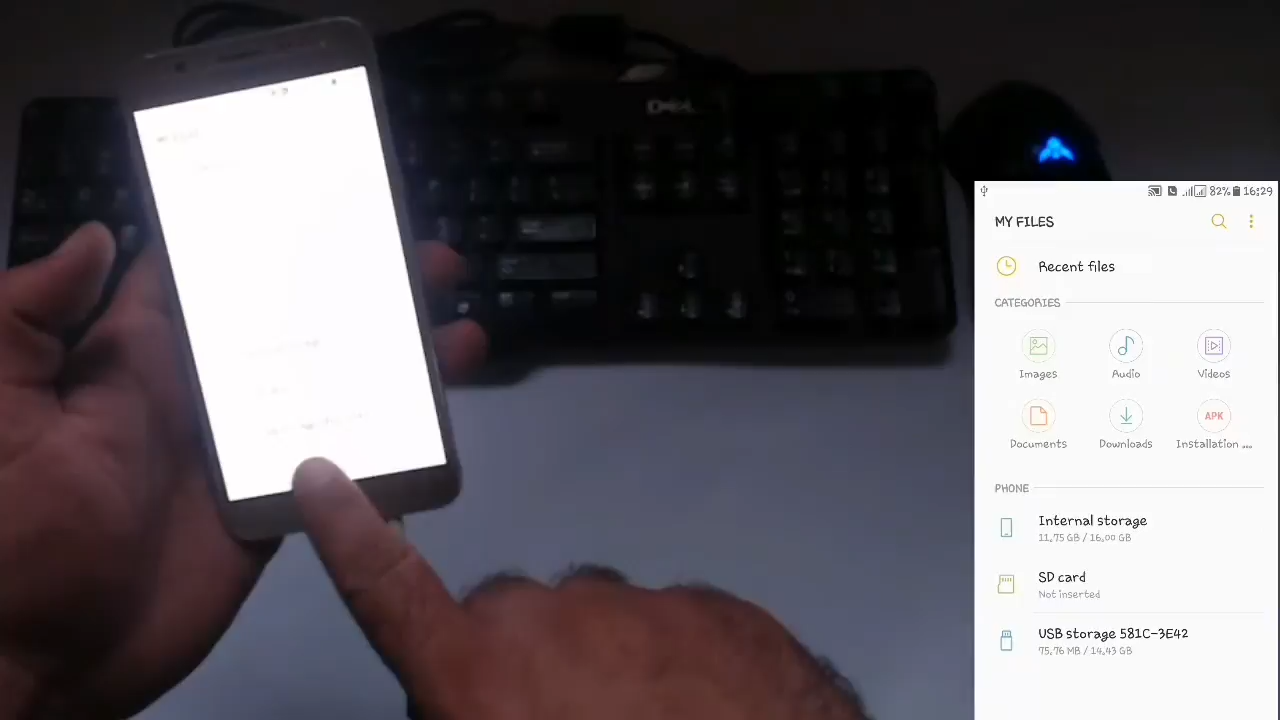 DELL
82% 16:29
MY FILES
Recent files
CATEGORIES
Images Audio Videos
APK
Documents Downloads Installation ...
PHONE
Internal storage
11.75 GB / 16.00 GB
SD card
Not inserted
USB storage 581C-3E42
75.76 MB / 14.43 GB